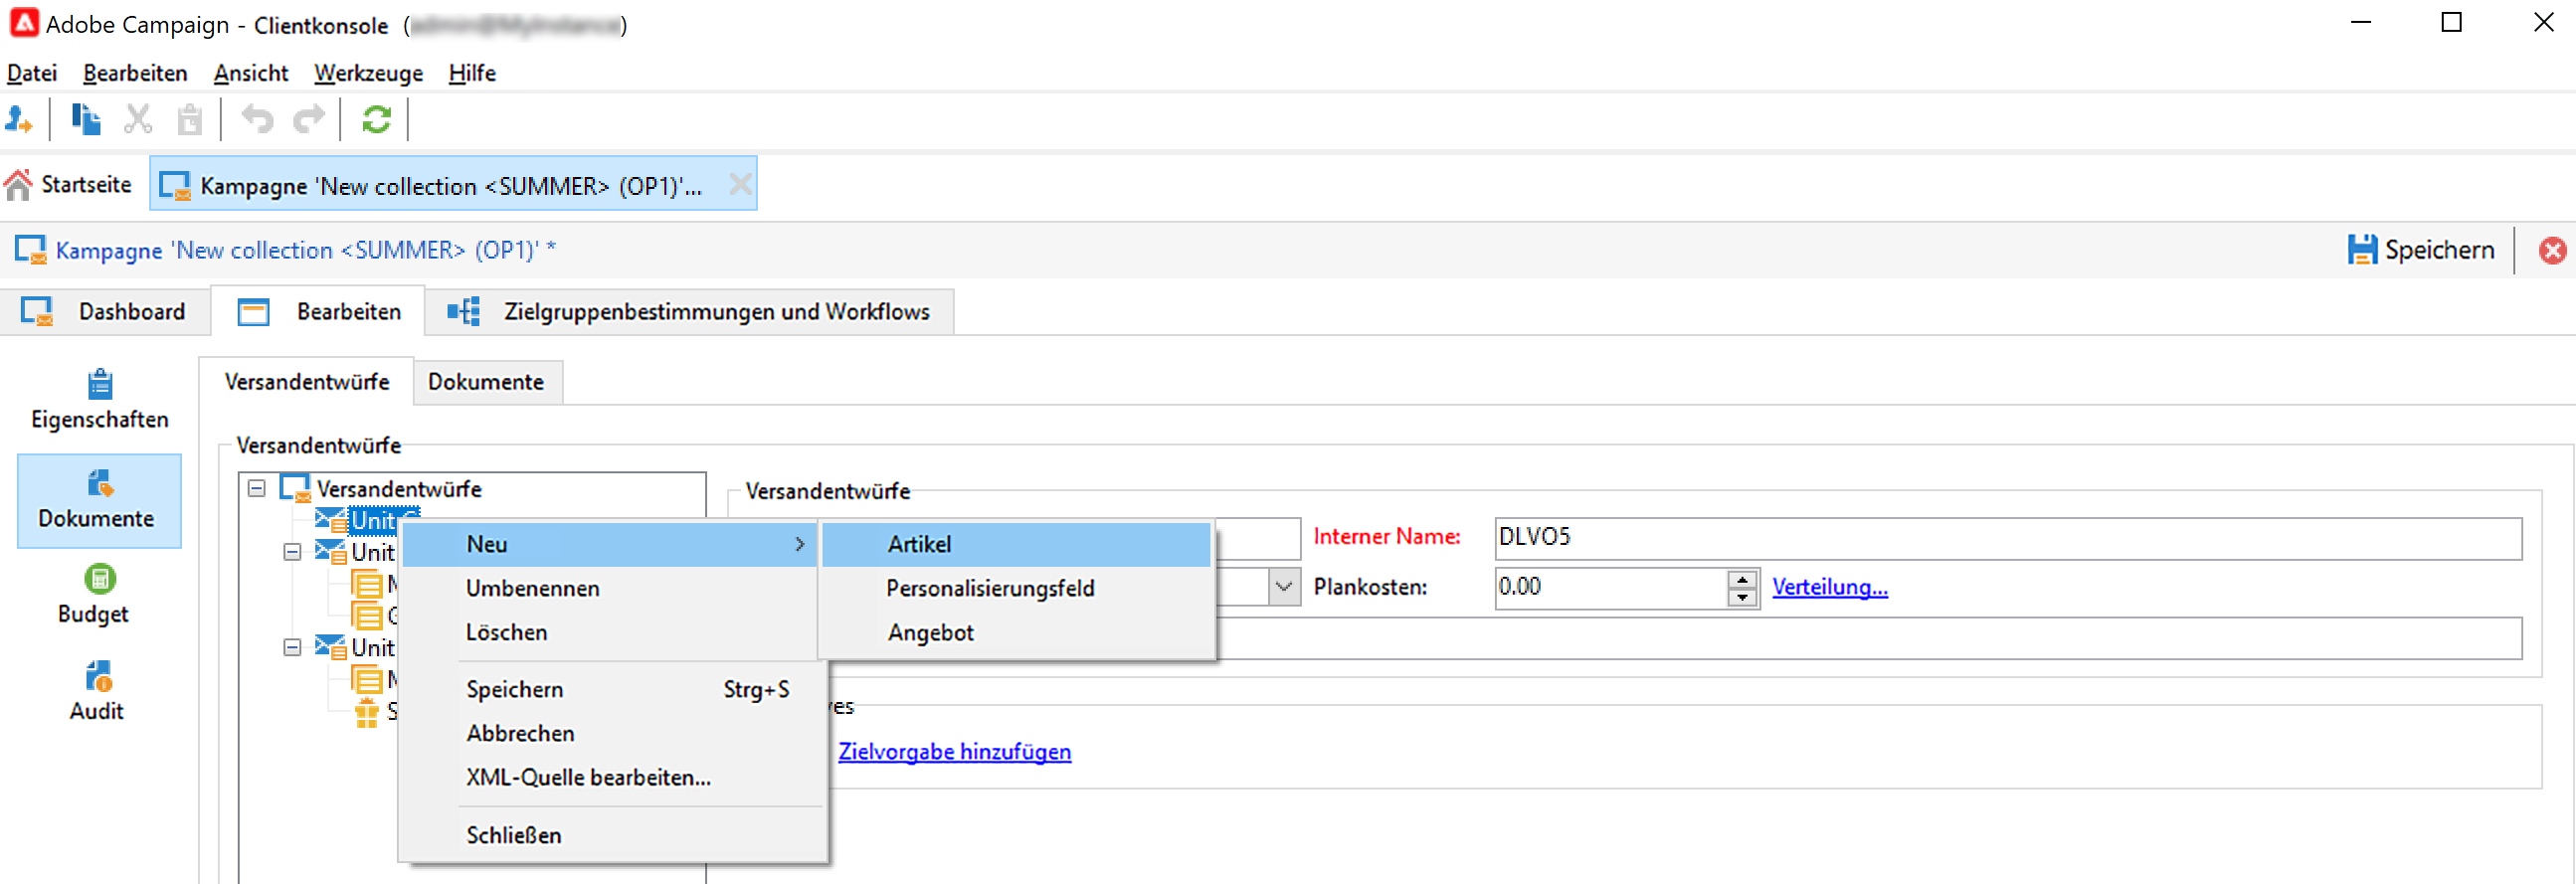 Adobe Campaign - Clientkonsole ( )
Datei Bearbeiten Ansicht Werkzeuge Hilfe
Startseite Kampagne 'New collection <SUMMER> (OP1)'...
Kampagne 'New collection <SUMMER> (OP1)' * Speichern
Dashboard Bearbeiten Zielgruppenbestimmungen und Workflows
Eigenschaften
Dokumente
Budget
Audit
Versandentwürfe Dokumente
Versandentwürfe
Versandentwürfe
Unit
Unit
Unit
Neu
Umbenennen
Löschen
Speichern Strg+S
Abbrechen
XML-Quelle bearbeiten...
Schließen
Artikel
Personalisierungsfeld
Angebot
Versandentwürfe
Interner Name: DLVO5
Plankosten: 0.00 Verteilung...
Zielvorgabe hinzufügen